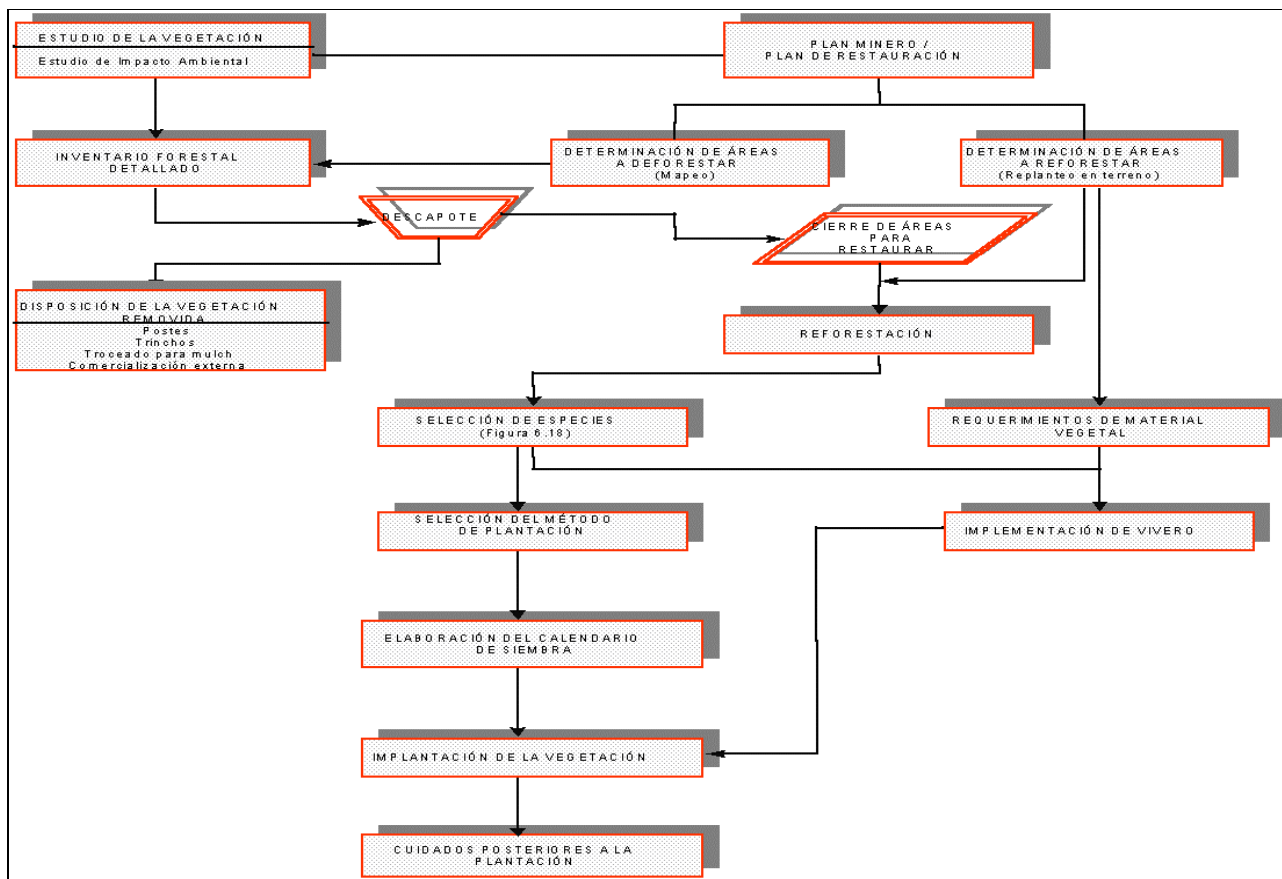 ESTUDIO DE LA VEGETACIÓN
Estudio de Impacto Ambiental
PLAN MINERO /
PLAN DE RESTAURACIÓN
INVENTARIO FORESTAL
DETALLADO
DETERMINACIÓN DE ÁREAS
A DEFORESTAR
(Mapeo)
DETERMINACIÓN DE ÁREAS
A REFORESTAR
(Replanteo en terreno)
DESCAPOTE
CIERRE DE ÁREAS
PARA
RESTAURAR
DISPOSICIÓN DE LA VEGETACIÓN
REMOVIDA
Postes
Trinchos
Troceado para mulch
Comercialización externa
REFORESTACIÓN
SELECCIÓN DE ESPECIES
(Figura 6.18)
REQUERIMIENTOS DE MATERIAL
VEGETAL
SELECCIÓN DEL MÉTODO
DE PLANTACIÓN
IMPLEMENTACIÓN DE VIVERO
ELABORACIÓN DEL CALENDARIO
DE SIEMBRA
IMPLANTACIÓN DE LA VEGETACIÓN
CUIDADOS POSTERIORES A LA
PLANTACIÓN